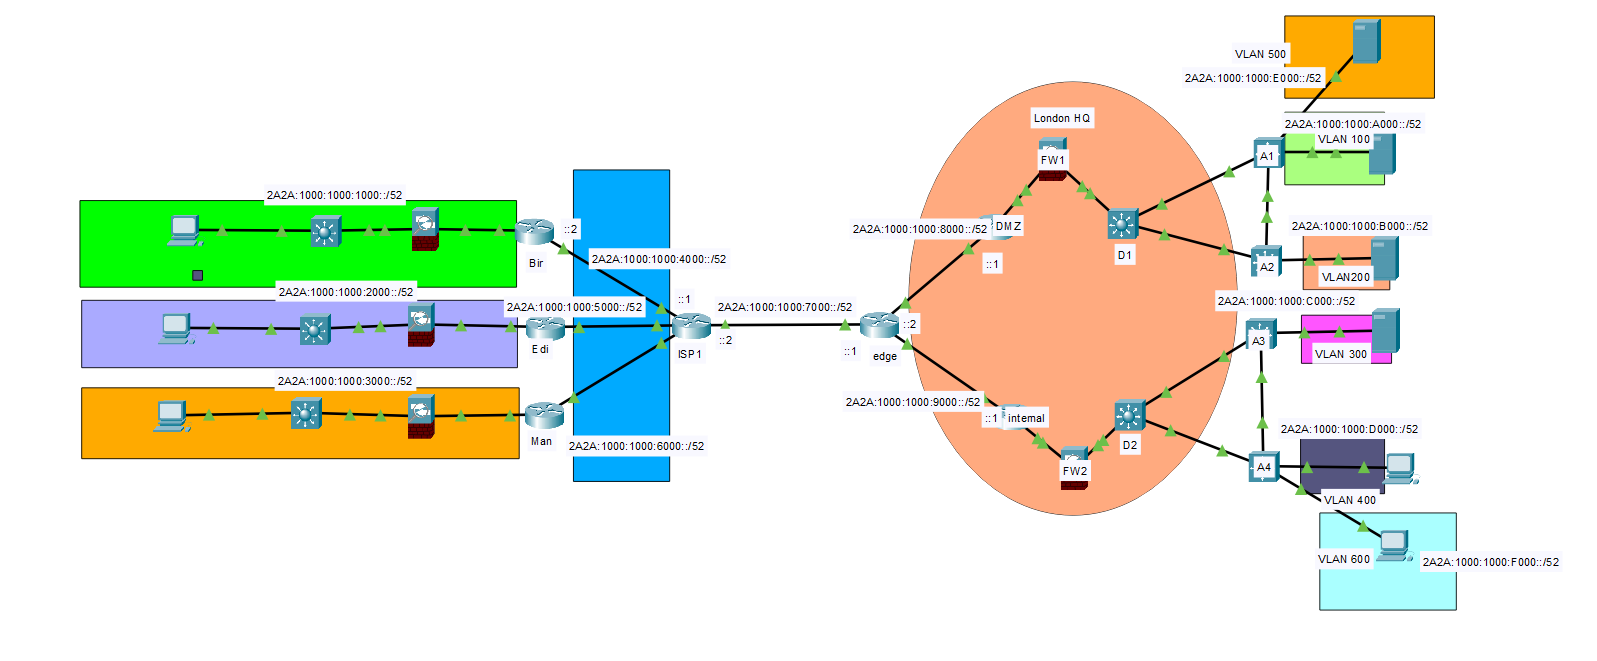 VLAN 500
2A2A:1000:1000:E000::/52
London HQ
2A2A:1000:1000:A000::/52
VLAN 100
FW1
A1
2A2A:1000:1000:1000::/52
::2
2A2A:1000:1000:8000::/52
DMZ
2A2A:1000:1000:B000::/52
Bir
2A2A:1000:1000:4000::/52
::1
D1
A2
VLAN200
2A2A:1000:1000:2000::/52
::1
2A2A:1000:1000:5000::/52
2A2A:1000:1000:7000::/52
2A2A:1000:1000:C000::/52
::2
Edi
ISP1
::2
::1
edge
A3
VLAN 300
2A2A:1000:1000:3000::/52
2A2A:1000:1000:9000::/52
::1
internal
Man
2A2A:1000:1000:6000::/52
D2
2A2A:1000:1000:D000::/52
FW2
A4
VLAN 400
VLAN 600
2A2A:1000:1000:F000::/52